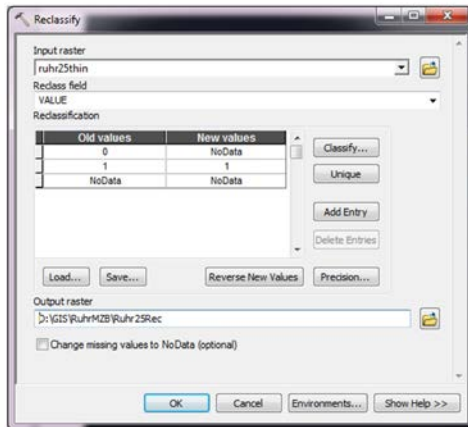 Reclassify
Input raster
ruhr25thin
Reclass field
VALUE
Reclassification
Old values New values
0 NoData
1 1
NoData NoData
Classify...
Unique
Add Entry
Delete Entries
Load... Save... Reverse New Values Precision...
Output raster
D:\GIS\RuhrMZB\Ruhr25Rec
Change missing values to NoData (optional)
OK Cancel Environments... Show Help >>